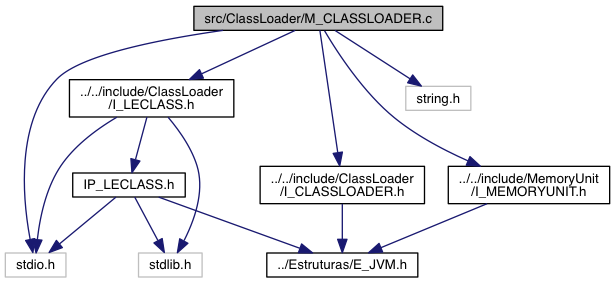 src/ClassLoader/M_CLASSLOADER.c
../../include/ClassLoader
/I_LECLASS.h
string.h
IP_LECLASS.h
../../include/ClassLoader
/I_CLASSLOADER.h
../../include/MemoryUnit
/I_MEMORYUNIT.h
stdio.h
stdlib.h
../Estruturas/E_JVM.h